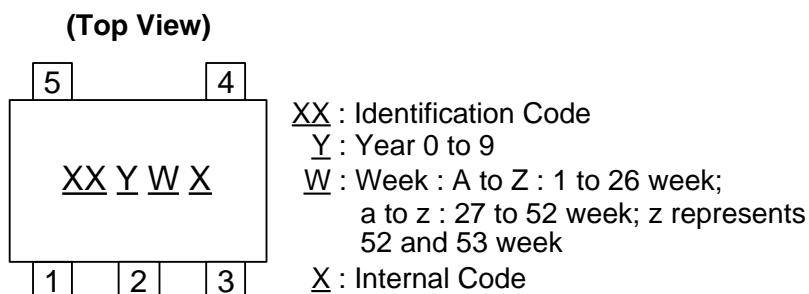 (Top View)
5 4
XX Y W X
1 2 3
XX : Identification Code
Y : Year 0 to 9
W : Week : A to Z : 1 to 26 week;
a to z : 27 to 52 week; z represents
52 and 53 week
X : Internal Code